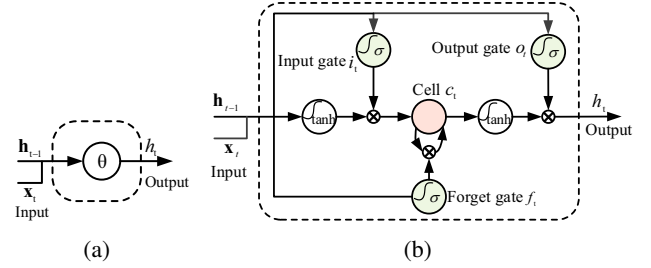 h_{t-1}
x_t
Input
θ
h_t
Output
(a)
Input gate i_t
σ
Output gate o_t
σ
Cell c_t
h_{t-1}
x_t
Input
tanh
tanh
h_t
Output
σ
Forget gate f_t
(b)